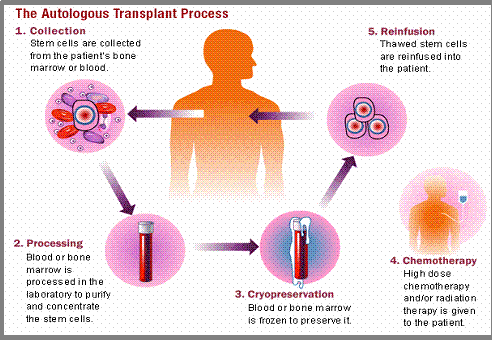 The Autologous Transplant Process
1. Collection
Stem cells are collected
from the patient's bone
marrow or blood.
5. Reinfusion
Thawed stem cells
are reinfused into
the patient.
2. Processing
Blood or bone
marrow is
processed in the
laboratory to purify
and concentrate
the stem cells.
3. Cryopreservation
Blood or bone marrow
is frozen to preserve it.
4. Chemotherapy
High dose
chemotherapy
and/or radiation
therapy is given
to the patient.